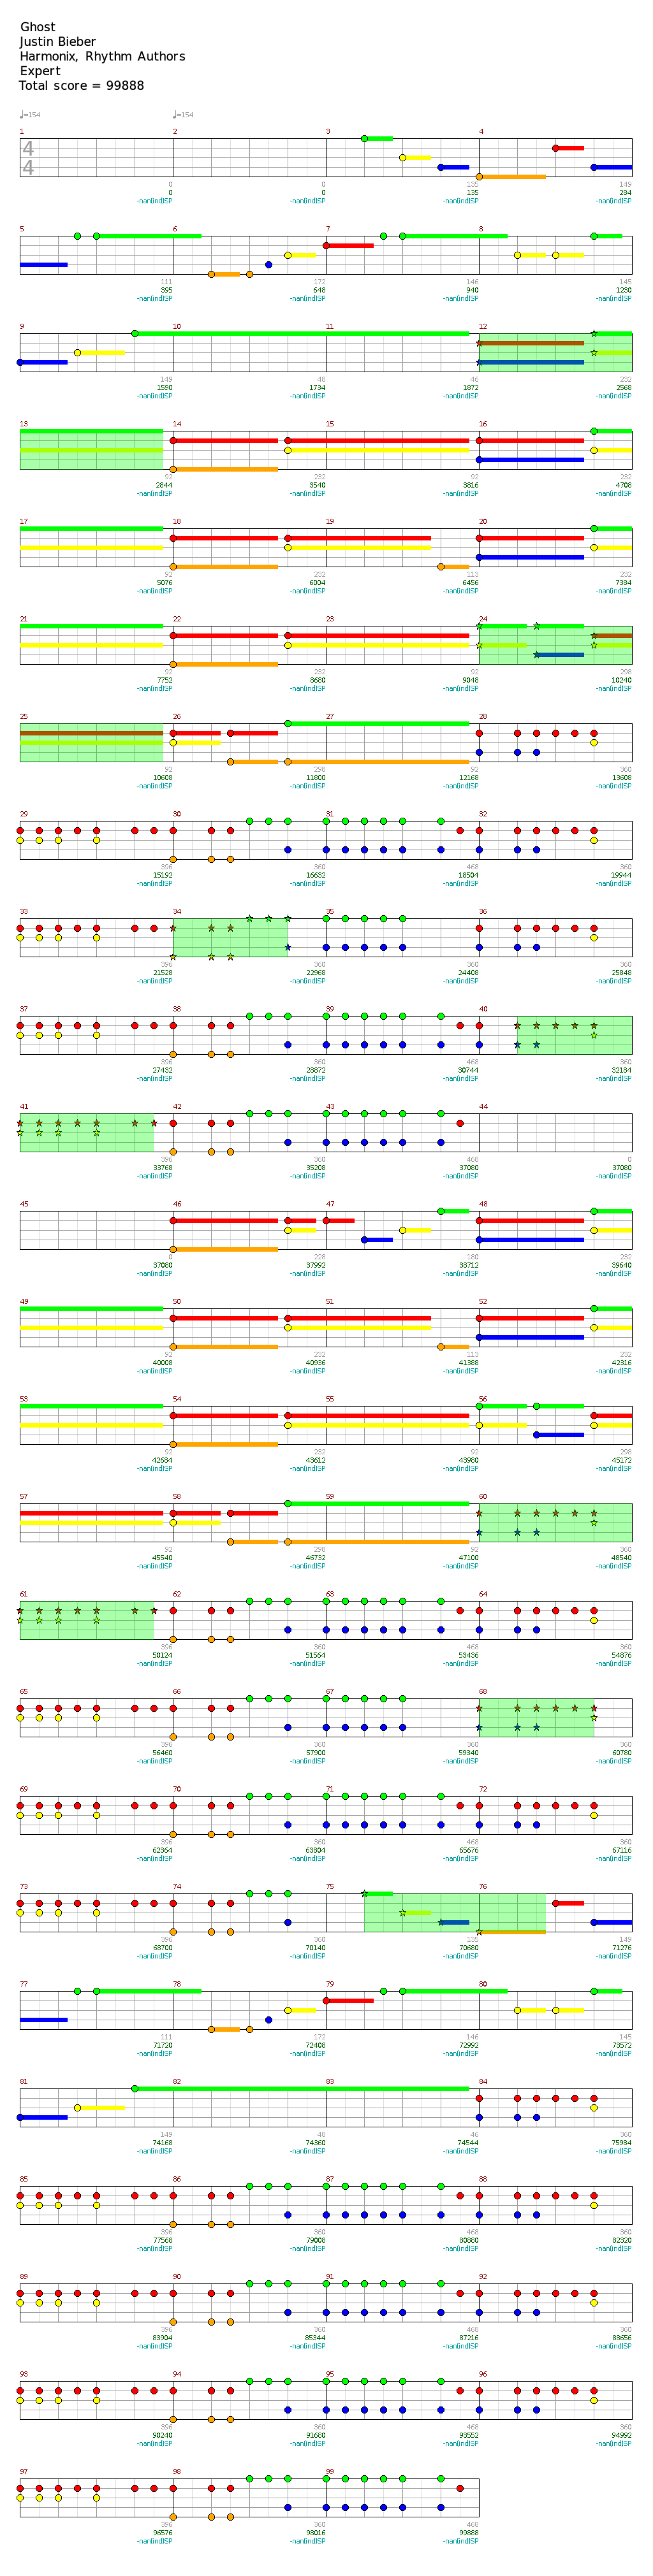 Ghost
Justin Bieber
Harmonix, Rhythm Authors
Expert
Total score = 99888
♩=154 ♩=154
1 2 3 4
4
4
0 0 135 149
0 0 135 284
-nan(ind)SP -nan(ind)SP -nan(ind)SP -nan(ind)SP
5 6 7 8
111 172 146 145
395 648 940 1230
-nan(ind)SP -nan(ind)SP -nan(ind)SP -nan(ind)SP
9 10 11 12
149 48 46 232
1590 1734 1872 2568
-nan(ind)SP -nan(ind)SP -nan(ind)SP -nan(ind)SP
13 14 15 16
92 232 92 232
2844 3540 3816 4708
-nan(ind)SP -nan(ind)SP -nan(ind)SP -nan(ind)SP
17 18 19 20
92 232 113 232
5076 6004 6456 7384
-nan(ind)SP -nan(ind)SP -nan(ind)SP -nan(ind)SP
21 22 23 24
92 232 92 298
7752 8680 9048 10240
-nan(ind)SP -nan(ind)SP -nan(ind)SP -nan(ind)SP
25 26 27 28
92 298 92 360
10608 11800 12168 13608
-nan(ind)SP -nan(ind)SP -nan(ind)SP -nan(ind)SP
29 30 31 32
396 360 468 360
15192 16632 18504 19944
-nan(ind)SP -nan(ind)SP -nan(ind)SP -nan(ind)SP
33 34 35 36
396 360 360 360
21528 22968 24408 25848
-nan(ind)SP -nan(ind)SP -nan(ind)SP -nan(ind)SP
37 38 39 40
396 360 468 360
27432 28872 30744 32184
-nan(ind)SP -nan(ind)SP -nan(ind)SP -nan(ind)SP
41 42 43 44
396 360 468 0
33768 35208 37080 37080
-nan(ind)SP -nan(ind)SP -nan(ind)SP -nan(ind)SP
45 46 47 48
0 228 180 232
37080 37992 38712 39640
-nan(ind)SP -nan(ind)SP -nan(ind)SP -nan(ind)SP
49 50 51 52
92 232 113 232
40008 40936 41388 42316
-nan(ind)SP -nan(ind)SP -nan(ind)SP -nan(ind)SP
53 54 55 56
92 232 92 298
42684 43612 43980 45172
-nan(ind)SP -nan(ind)SP -nan(ind)SP -nan(ind)SP
57 58 59 60
92 298 92 360
45540 46732 47100 48540
-nan(ind)SP -nan(ind)SP -nan(ind)SP -nan(ind)SP
61 62 63 64
396 360 468 360
50124 51564 53436 54876
-nan(ind)SP -nan(ind)SP -nan(ind)SP -nan(ind)SP
65 66 67 68
396 360 360 360
56460 57900 59340 60780
-nan(ind)SP -nan(ind)SP -nan(ind)SP -nan(ind)SP
69 70 71 72
396 360 468 360
62364 63804 65676 67116
-nan(ind)SP -nan(ind)SP -nan(ind)SP -nan(ind)SP
73 74 75 76
396 360 135 149
68700 70140 70680 71276
-nan(ind)SP -nan(ind)SP -nan(ind)SP -nan(ind)SP
77 78 79 80
111 172 146 145
71720 72408 72992 73572
-nan(ind)SP -nan(ind)SP -nan(ind)SP -nan(ind)SP
81 82 83 84
149 48 46 360
74168 74360 74544 75984
-nan(ind)SP -nan(ind)SP -nan(ind)SP -nan(ind)SP
85 86 87 88
396 360 468 360
77568 79008 80880 82320
-nan(ind)SP -nan(ind)SP -nan(ind)SP -nan(ind)SP
89 90 91 92
396 360 468 360
83904 85344 87216 88656
-nan(ind)SP -nan(ind)SP -nan(ind)SP -nan(ind)SP
93 94 95 96
396 360 468 360
90240 91680 93552 94992
-nan(ind)SP -nan(ind)SP -nan(ind)SP -nan(ind)SP
97 98 99
396 360 468
96576 98016 99888
-nan(ind)SP -nan(ind)SP -nan(ind)SP